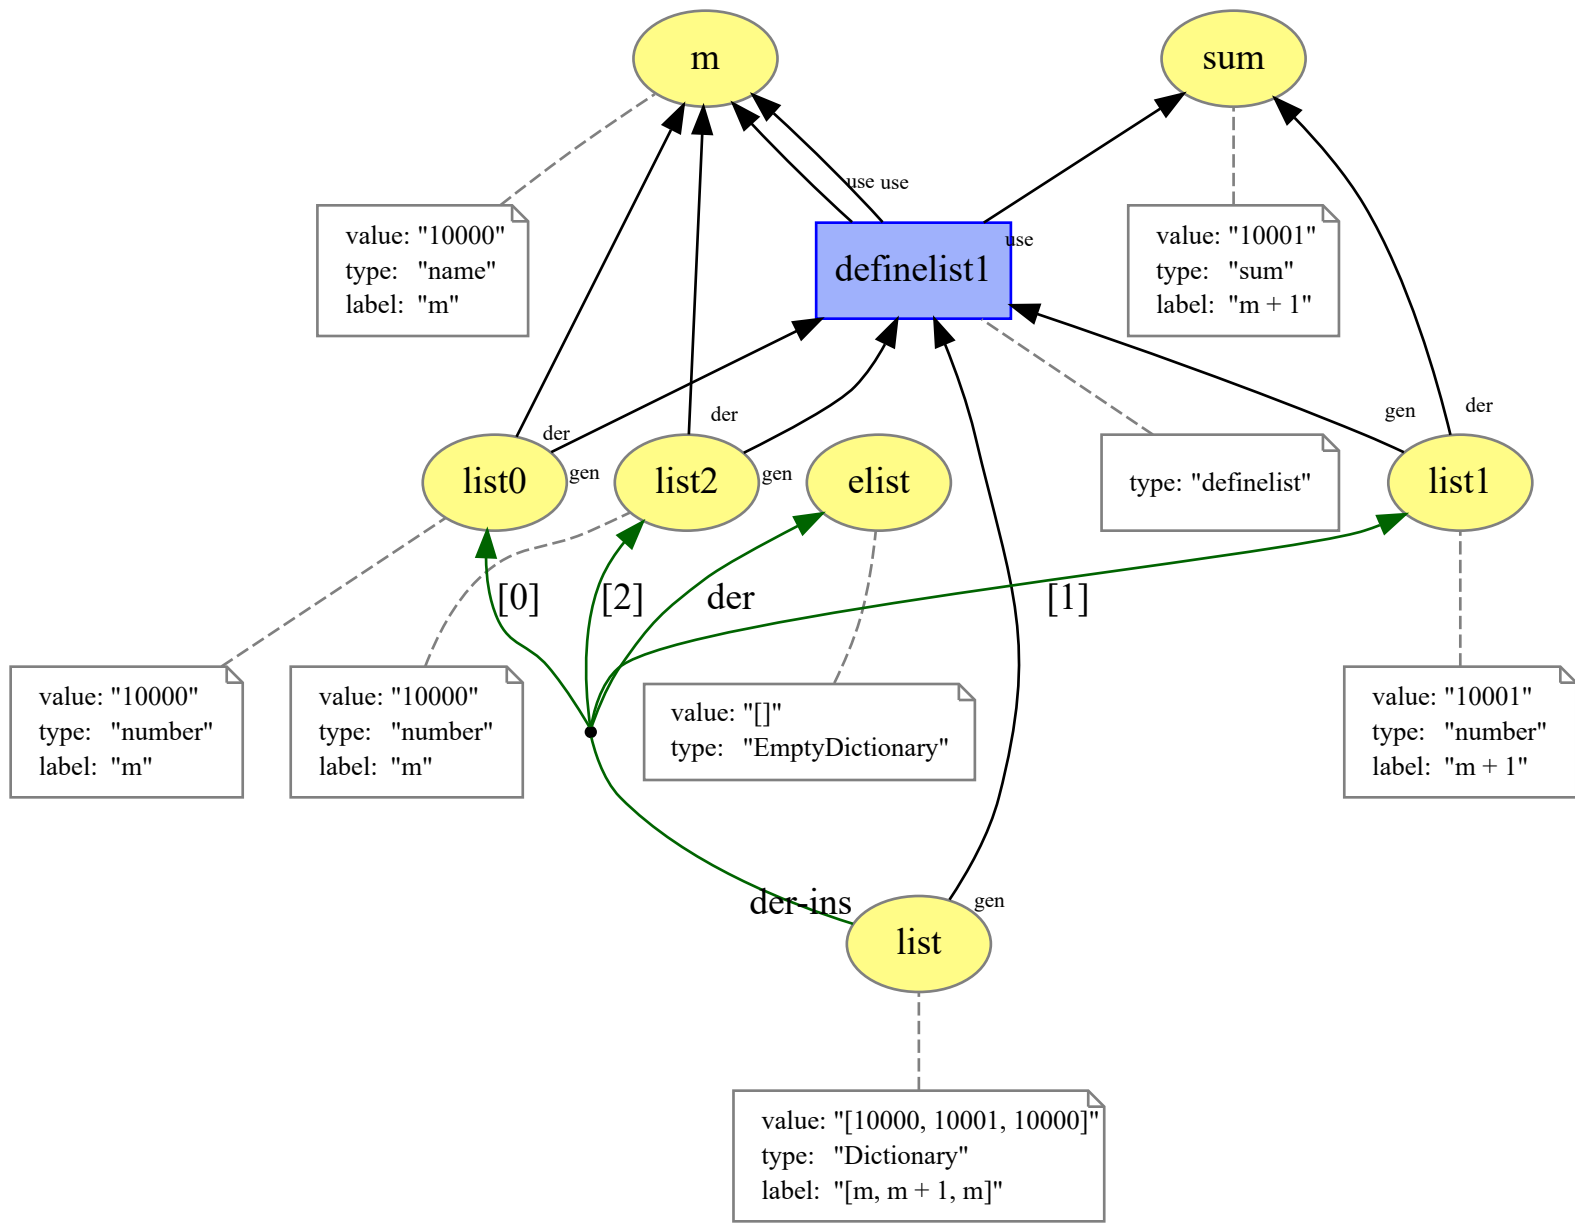 m
sum
use use
value: "10000"
type: "name"
label: "m"
use
definelist1
value: "10001"
type: "sum"
label: "m + 1"
der
der
gen
der
list0
gen
list2
gen
elist
type: "definelist"
list1
[0]
[2]
der
[1]
value: "10000"
type: "number"
label: "m"
value: "10000"
type: "number"
label: "m"
value: "[]"
type: "EmptyDictionary"
value: "10001"
type: "number"
label: "m + 1"
der-ins
gen
list
value: "[10000, 10001, 10000]"
type: "Dictionary"
label: "[m, m + 1, m]"